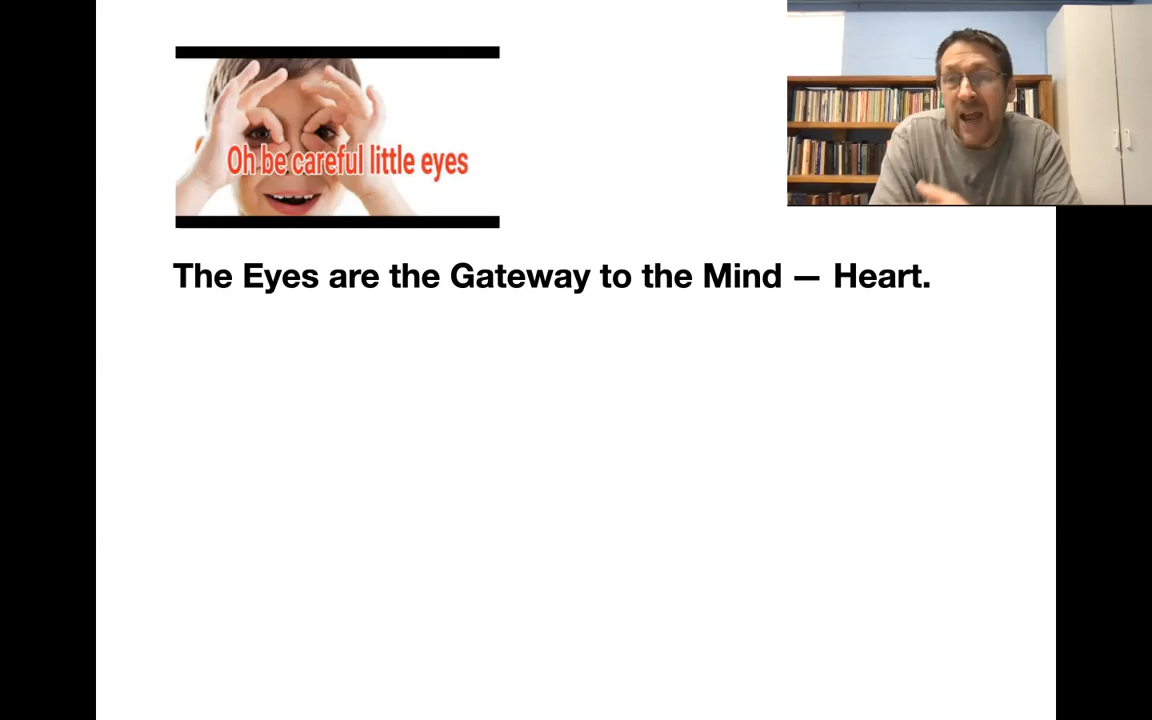 Oh be careful little eyes
The Eyes are the Gateway to the Mind — Heart.